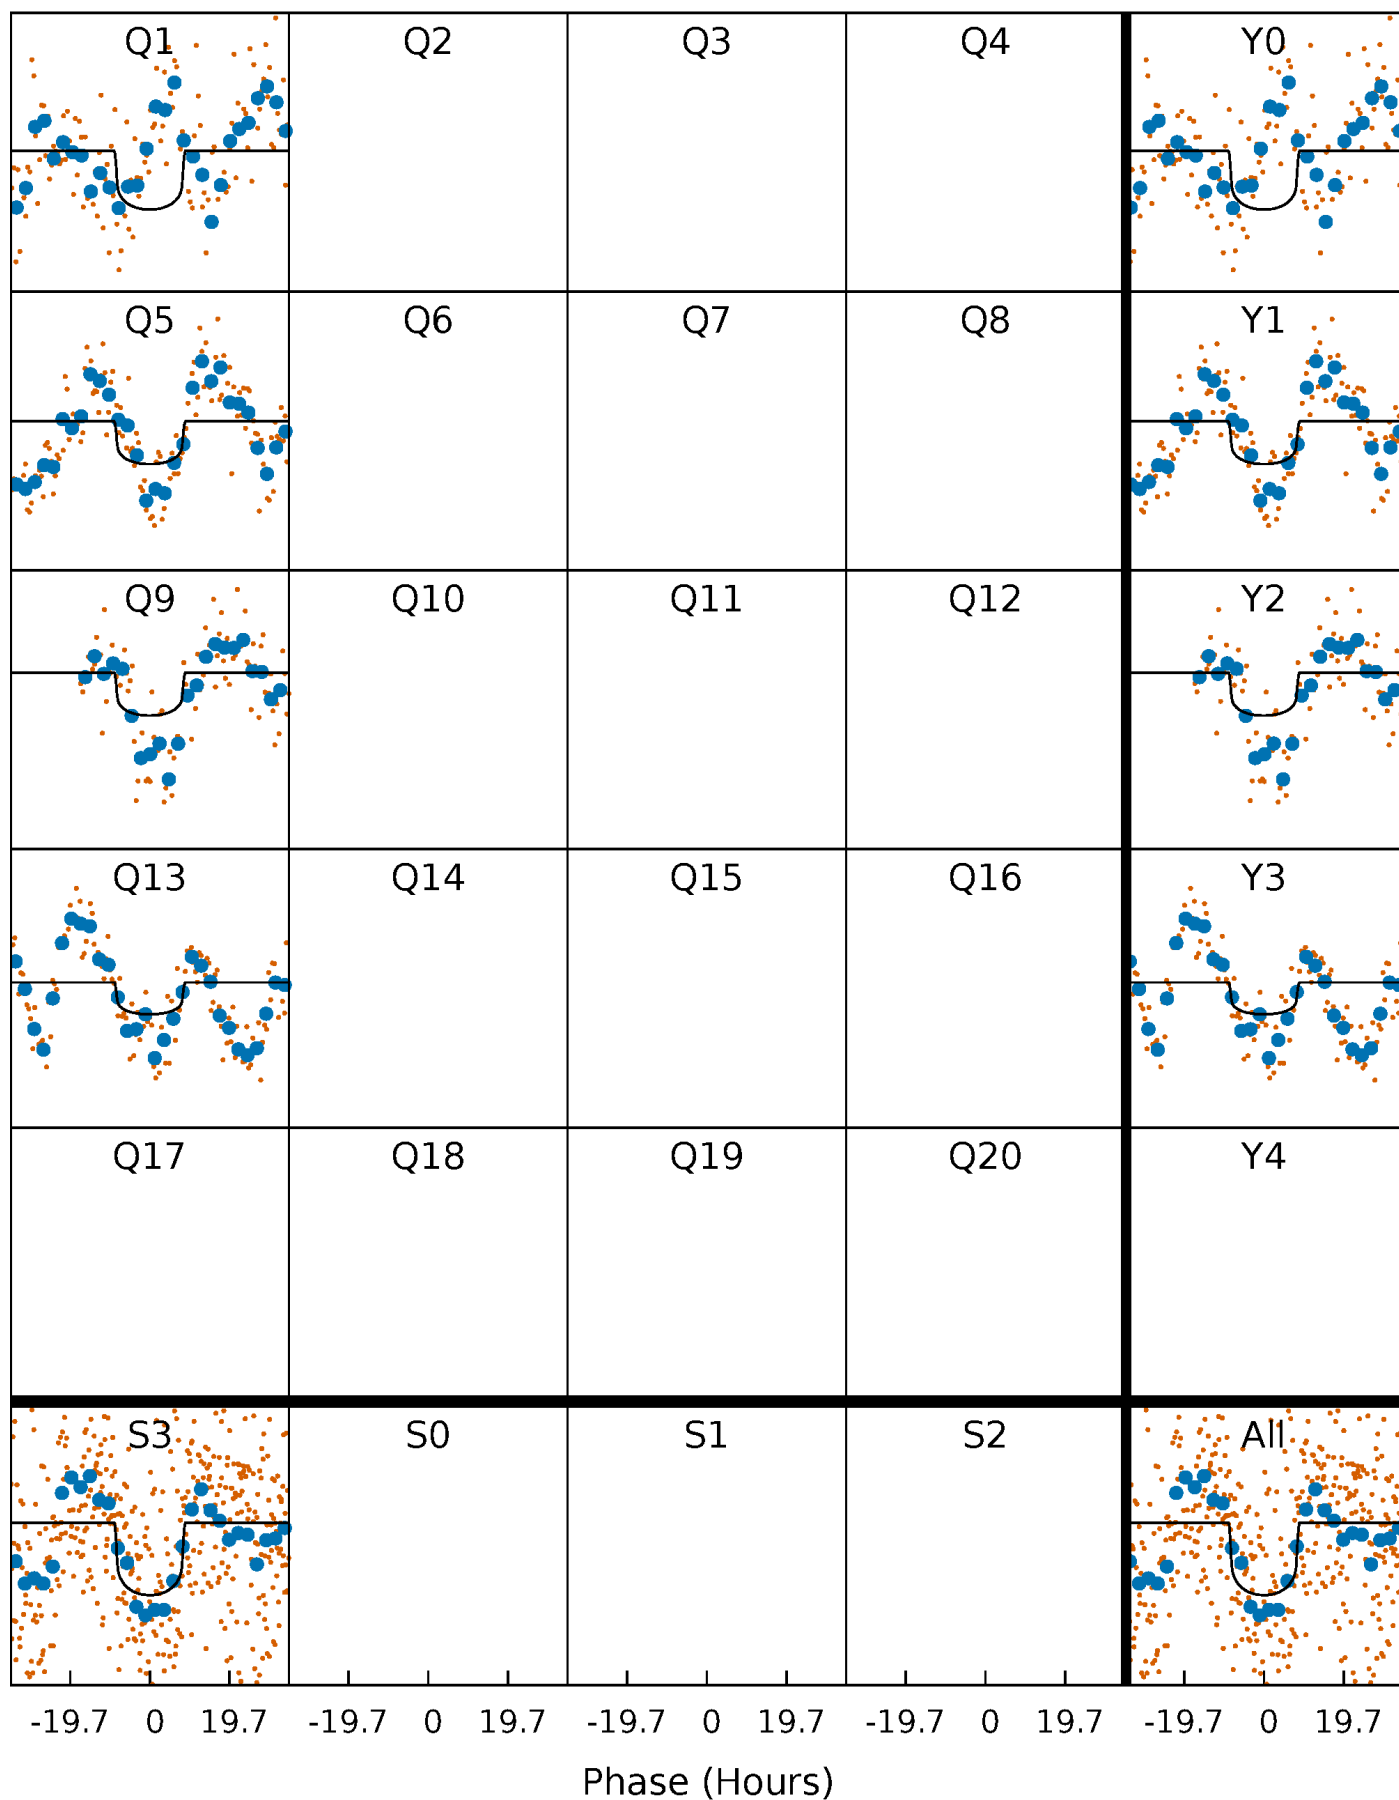 Q1 Q2 Q3 Q4 Y0
Q5 Q6 Q7 Q8 Y1
Q9 Q10 Q11 Q12 Y2
Q13 Q14 Q15 Q16 Y3
Q17 Q18 Q19 Q20 Y4
S3 S0 S1 S2 All
-19.7 0 19.7 -19.7 0 19.7 -19.7 0 19.7 -19.7 0 19.7 -19.7 0 19.7
Phase (Hours)